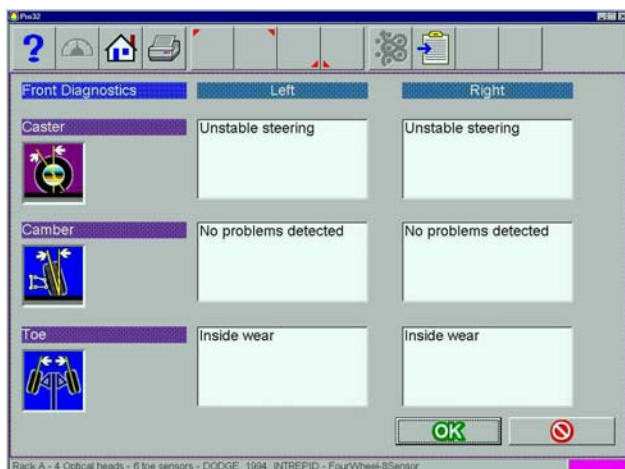 Pro32
Front Diagnostics
Left
Right
Caster
Unstable steering
Unstable steering
Camber
No problems detected
No problems detected
Toe
Inside wear
Inside wear
OK
Rack A - 4 Optical heads - 6 toe sensors - DODGE, 1994, INTREPID - FourWheel-8Sensor